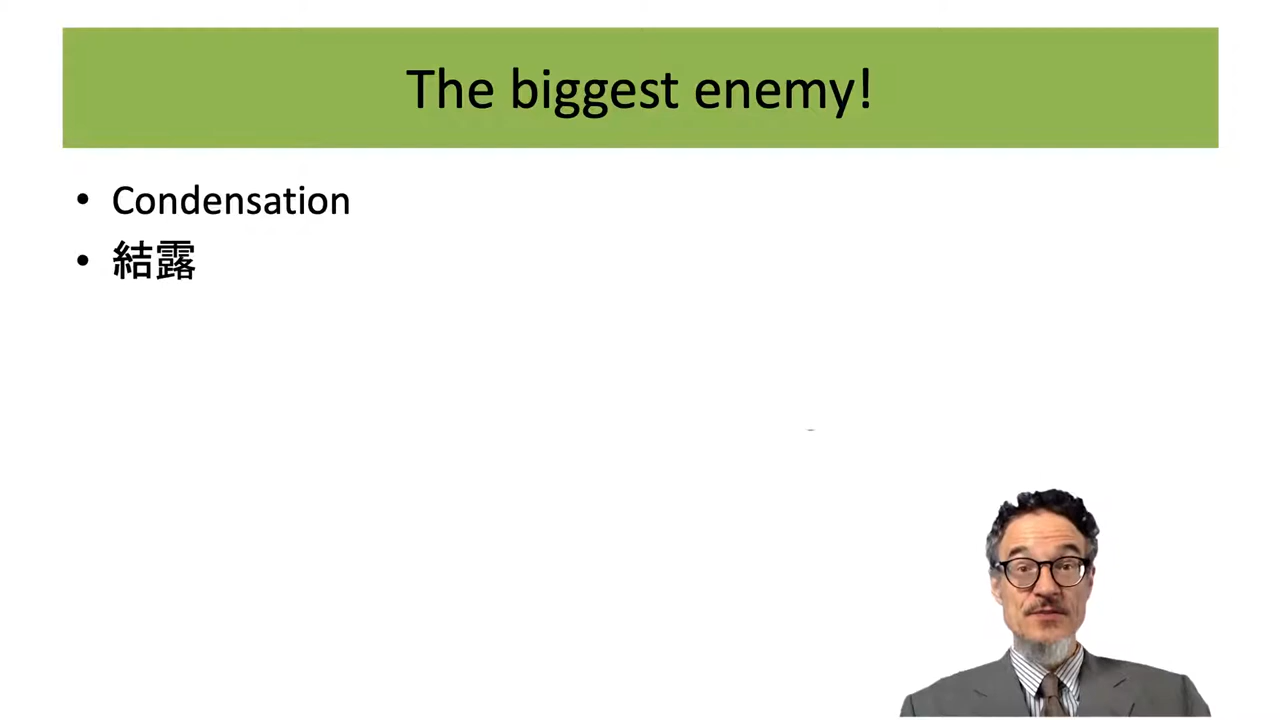 The biggest enemy!
• Condensation
• 結露